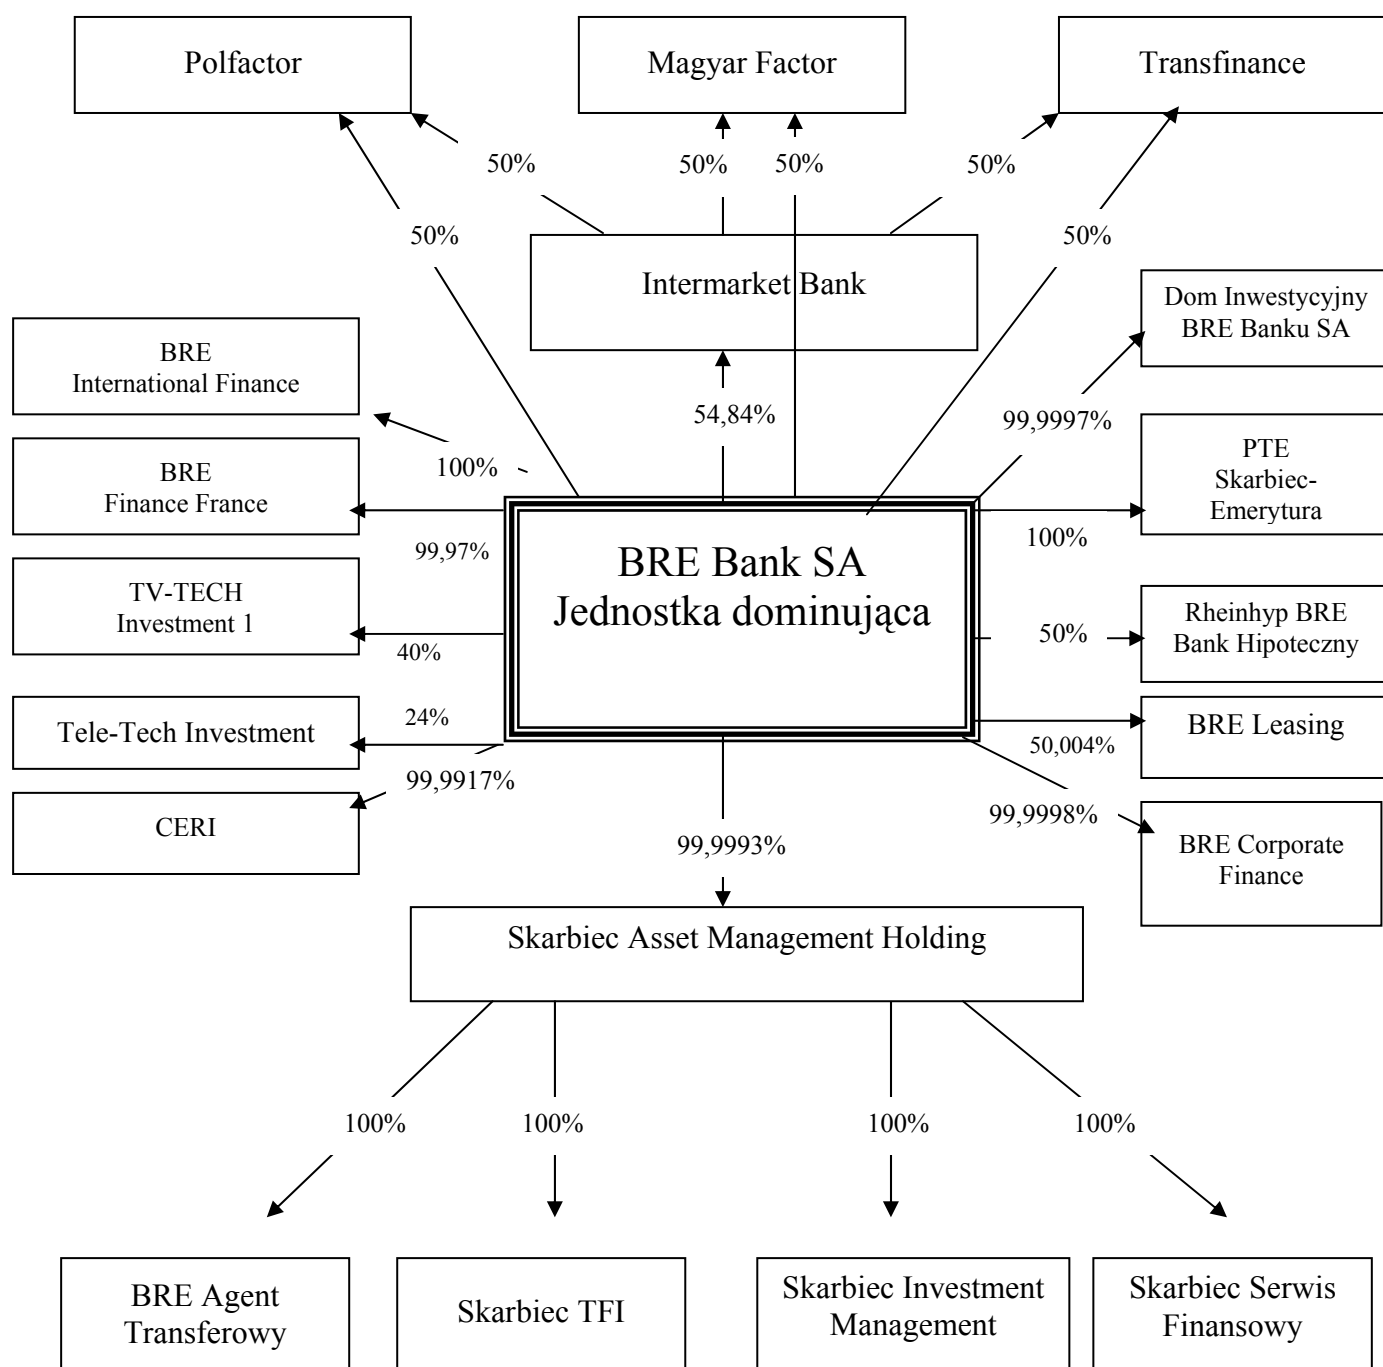 Polfactor
Magyar Factor
Transfinance
50%
50%
50%
50%
50%
50%
Intermarket Bank
Dom Inwestycyjny
BRE Banku SA
BRE
International Finance
54,84%
99,9997%
100%
PTE
Skarbiec-
Emerytura
BRE
Finance France
99,97%
100%
BRE Bank SA
Jednostka dominująca
TV-TECH
Investment 1
40%
50%
Rheinhyp BRE
Bank Hipoteczny
Tele-Tech Investment
24%
BRE Leasing
50,004%
99,9917%
CERI
99,9998%
99,9993%
BRE Corporate
Finance
Skarbiec Asset Management Holding
100%
100%
100%
100%
BRE Agent
Transferowy
Skarbiec TFI
Skarbiec Investment
Management
Skarbiec Serwis
Finansowy